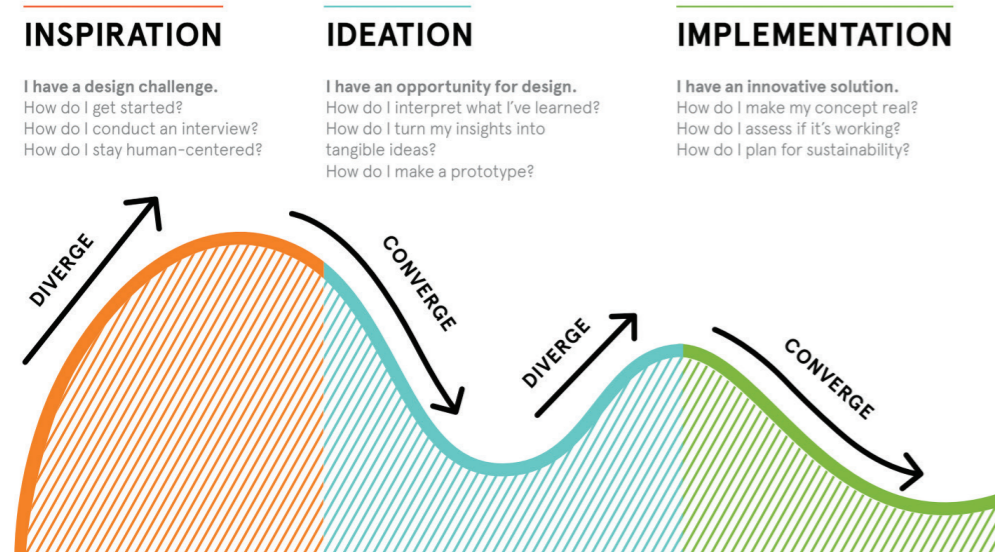 INSPIRATION
I have a design challenge.
How do I get started?
How do I conduct an interview?
How do I stay human-centered?
IDEATION
I have an opportunity for design.
How do I interpret what I've learned?
How do I turn my insights into
tangible ideas?
How do I make a prototype?
IMPLEMENTATION
I have an innovative solution.
How do I make my concept real?
How do I assess if it's working?
How do I plan for sustainability?
DIVERGE
CONVERGE
DIVERGE
CONVERGE